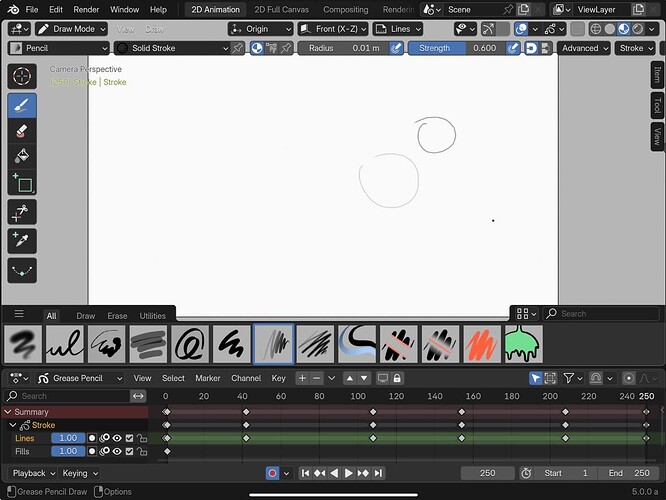 File Edit Render Window Help 2D Animation 2D Full Canvas Compositing Renderin Scene ViewLayer
Draw Mode View Draw Origin Front (X-Z) Lines
Pencil Solid Stroke Radius 0.01 m Strength 0.600 Advanced Stroke
Camera Perspective
Stroke | Stroke
Item
Tool
View
All Draw Erase Utilities Search
Grease Pencil View Select Marker Channel Key
Search 0 20 40 60 80 100 120 140 160 180 200 220 240 250
Summary
Stroke
Lines 1.00
Fills 1.00
Playback Keying 250 Start 1 End 250
Grease Pencil Draw Options 5.0.0 a